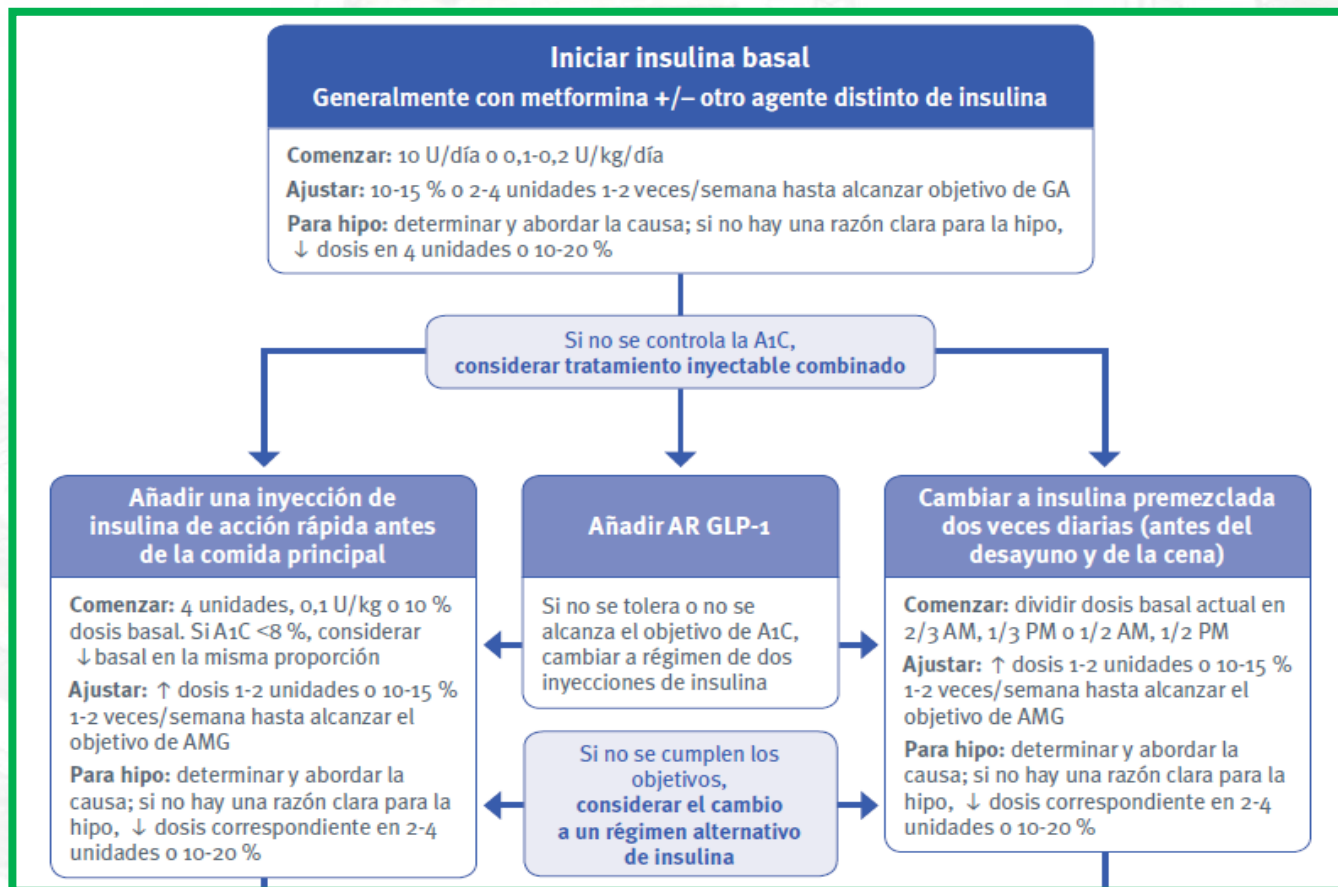 Iniciar insulina basal
Generalmente con metformina +/– otro agente distinto de insulina
Comenzar: 10 U/día o 0,1-0,2 U/kg/día
Ajustar: 10-15 % o 2-4 unidades 1-2 veces/semana hasta alcanzar objetivo de GA
Para hipo: determinar y abordar la causa; si no hay una razón clara para la hipo,
↓ dosis en 4 unidades o 10-20 %
Si no se controla la A1C,
considerar tratamiento inyectable combinado
Añadir una inyección de
insulina de acción rápida antes
de la comida principal
Comenzar: 4 unidades, 0,1 U/kg o 10 %
dosis basal. Si A1C <8 %, considerar
↓basal en la misma proporción
Ajustar: ↑ dosis 1-2 unidades o 10-15 %
1-2 veces/semana hasta alcanzar el
objetivo de AMG
Para hipo: determinar y abordar la
causa; si no hay una razón clara para la
hipo, ↓ dosis correspondiente en 2-4
unidades o 10-20 %
Añadir AR GLP-1
Si no se tolera o no se
alcanza el objetivo de A1C,
cambiar a régimen de dos
inyecciones de insulina
Si no se cumplen los
objetivos,
considerar el cambio
a un régimen alternativo
de insulina
Cambiar a insulina premezclada
dos veces diarias (antes del
desayuno y de la cena)
Comenzar: dividir dosis basal actual en
2/3 AM, 1/3 PM o 1/2 AM, 1/2 PM
Ajustar: ↑ dosis 1-2 unidades o 10-15 %
1-2 veces/semana hasta alcanzar el
objetivo de AMG
Para hipo: determinar y abordar la
causa; si no hay una razón clara para la
hipo, ↓ dosis correspondiente en 2-4
unidades o 10-20 %